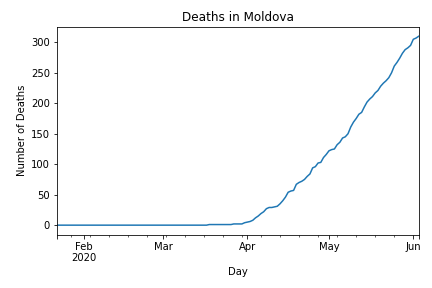 Deaths in Moldova
300
250
200
150
100
50
0
Number of Deaths
Feb
2020
Mar
Apr
May
Jun
Day